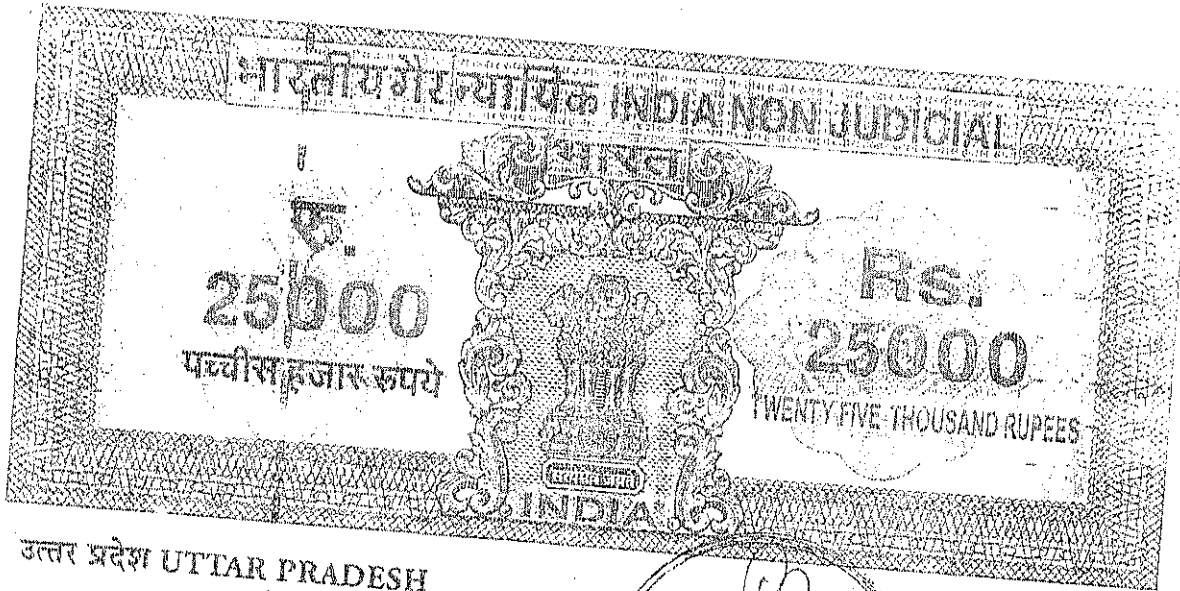 भारतीय गैर न्यायिक INDIA NON JUDICIAL
भारत
रु.
25000
पच्चीस हजार रुपये
Rs.
25000
TWENTY FIVE THOUSAND RUPEES
INDIA
उत्तर प्रदेश UTTAR PRADESH